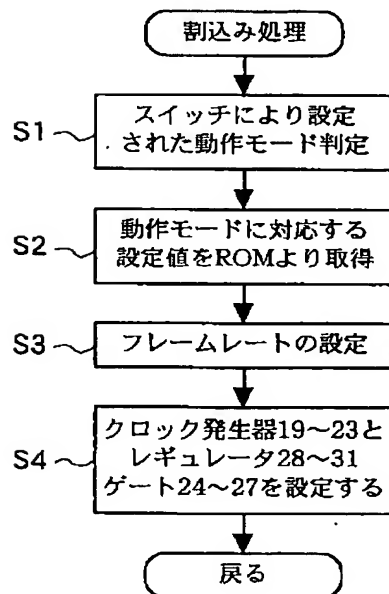 割込み処理
S1
スイッチにより設定
された動作モード判定
S2
動作モードに対応する
設定値をROMより取得
S3
フレームレートの設定
S4
クロック発生器19～23と
レギュレータ28～31
ゲート24～27を設定する
戻る